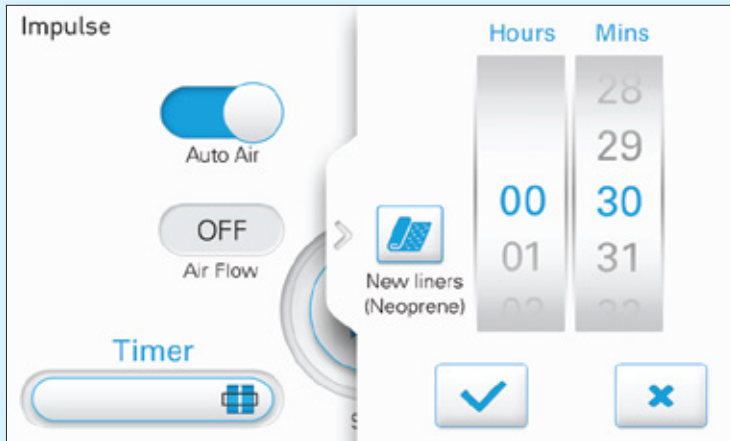 Impulse
Auto Air
OFF
Air Flow
Timer
Hours
Mins
28
29
00
30
01
31
New liners
(Neoprene)